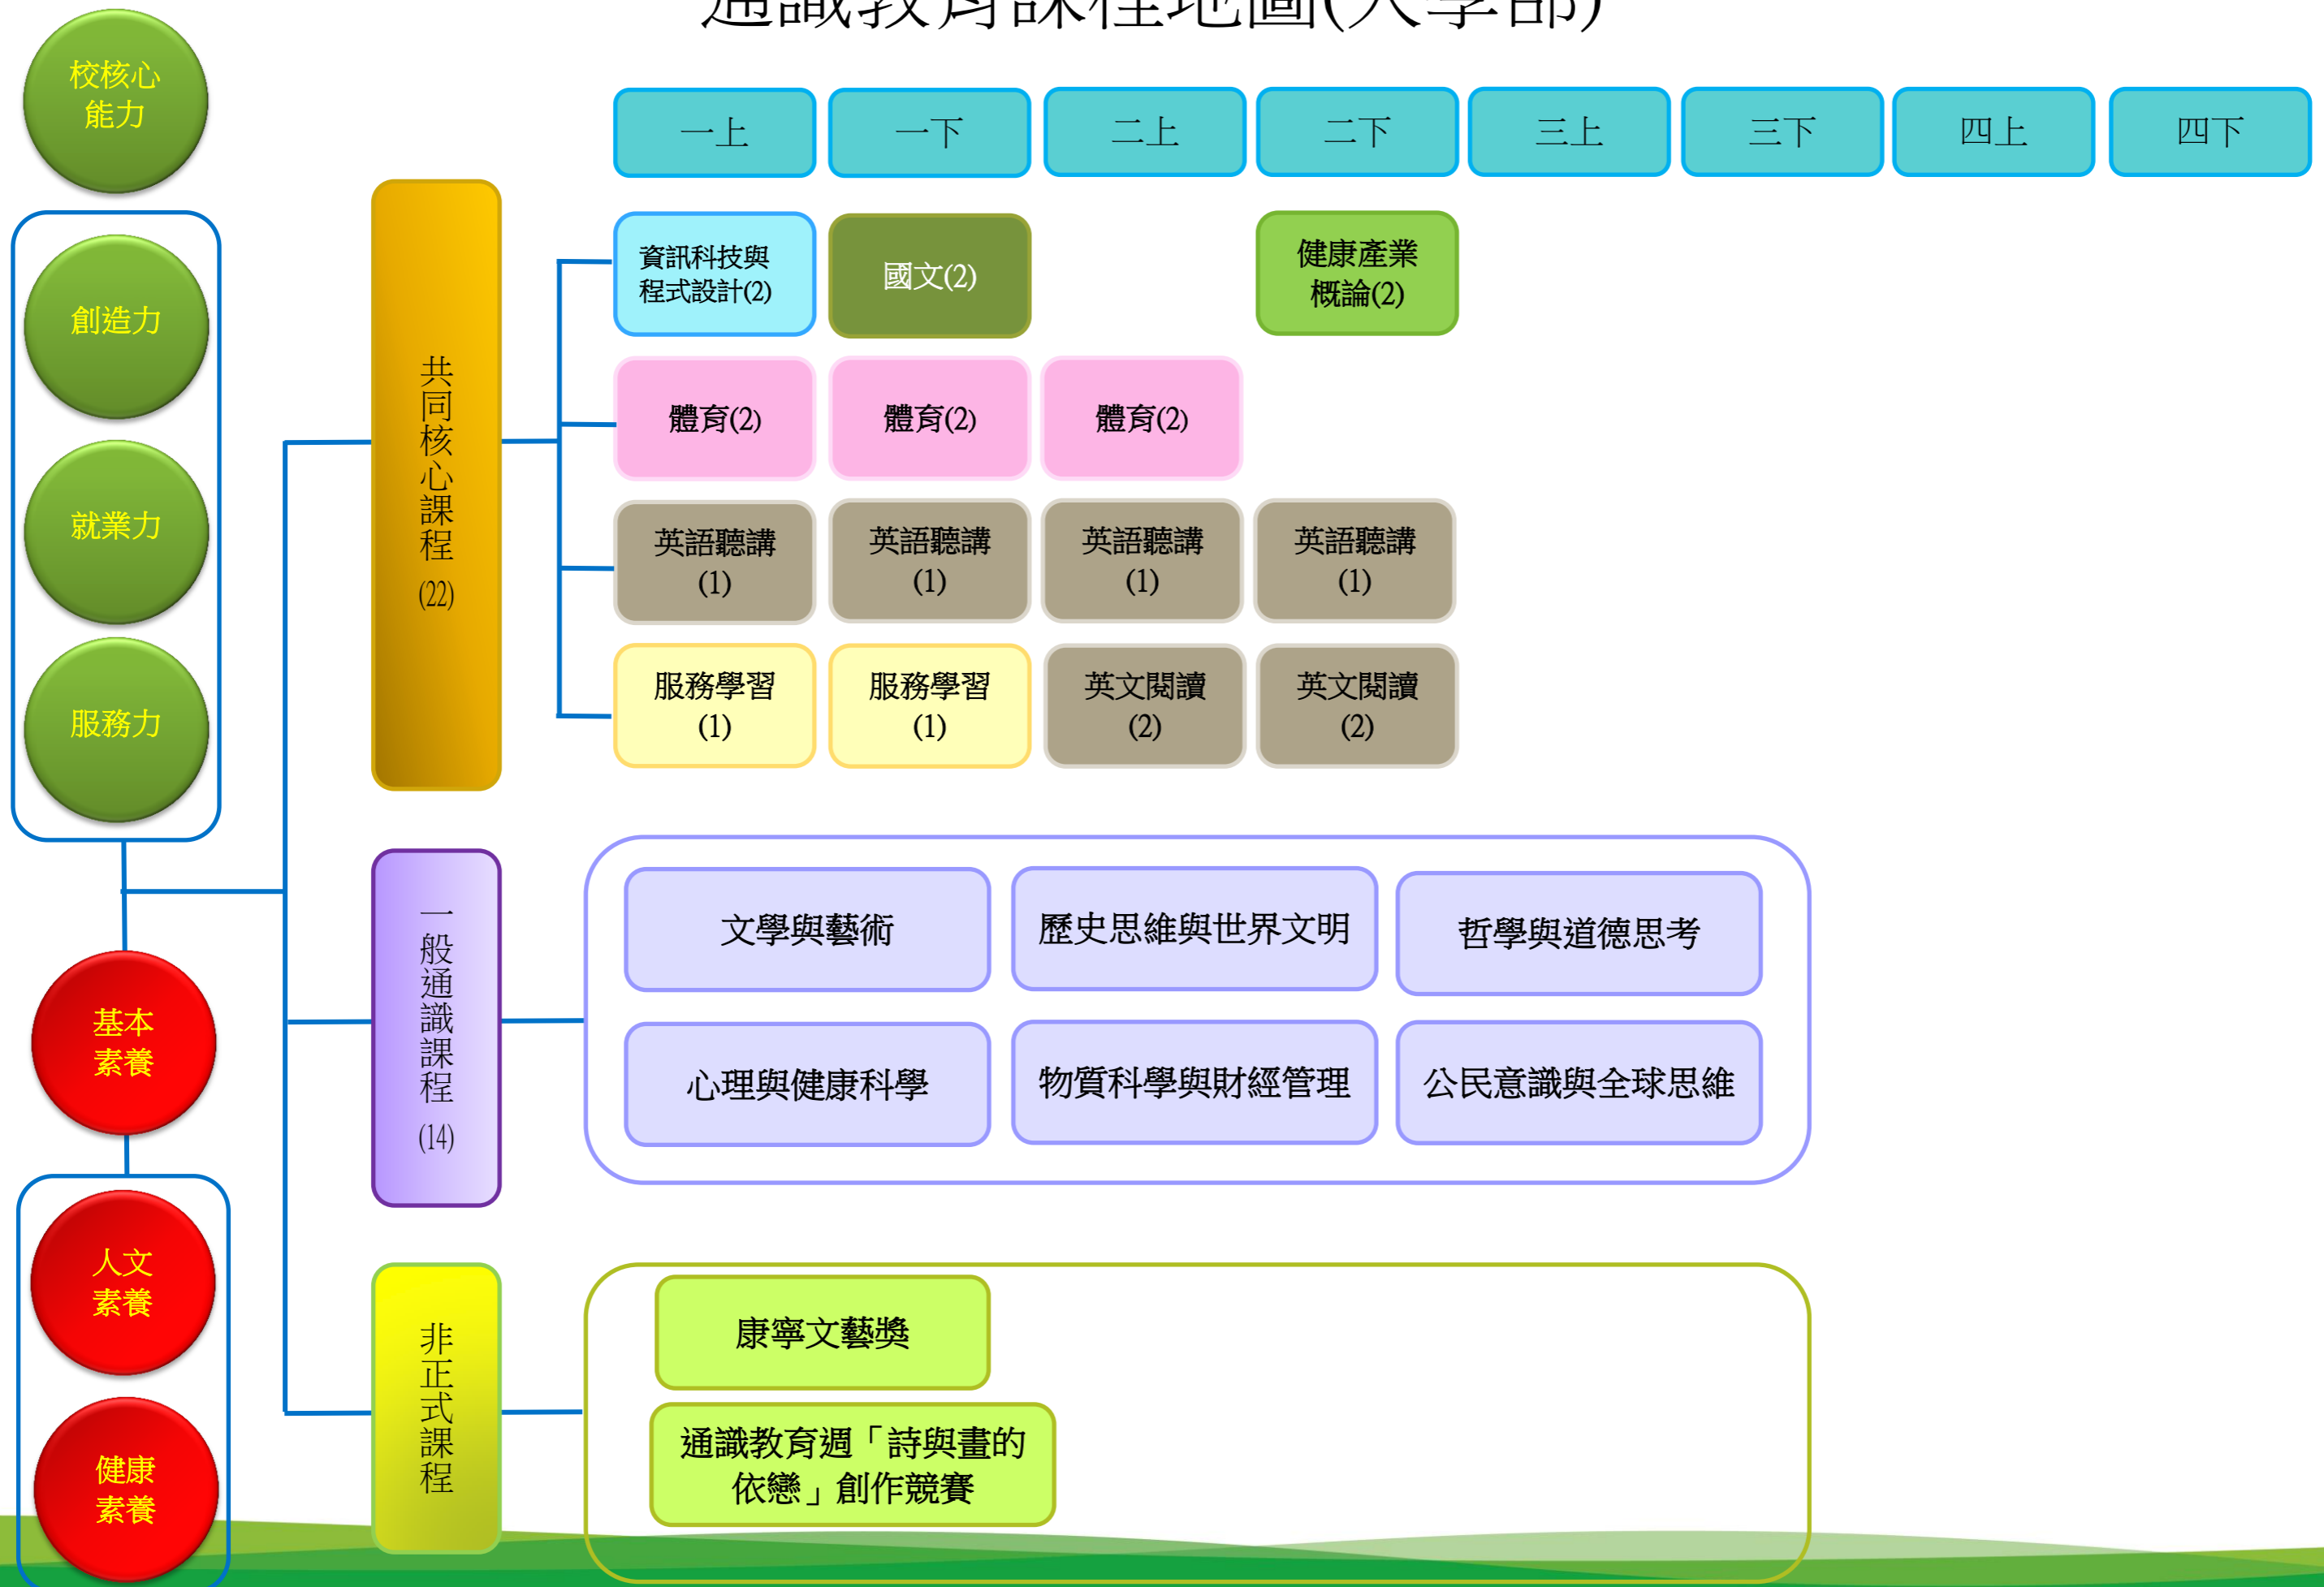 通識教育課程地圖(大學部)
校核心
能力
一上
一下
二上
二下
三上
三下
四上
四下
創造力
就業力
服務力
共同核心課程
(22)
資訊科技與
程式設計(2)
國文(2)
健康產業
概論(2)
體育(2)
體育(2)
體育(2)
英語聽講
(1)
英語聽講
(1)
英語聽講
(1)
英語聽講
(1)
服務學習
(1)
服務學習
(1)
英文閱讀
(2)
英文閱讀
(2)
基本
素養
一般通識課程
(14)
文學與藝術
歷史思維與世界文明
哲學與道德思考
心理與健康科學
物質科學與財經管理
公民意識與全球思維
人文
素養
健康
素養
非正式課程
康寧文藝獎
通識教育週「詩與畫的
依戀」創作競賽